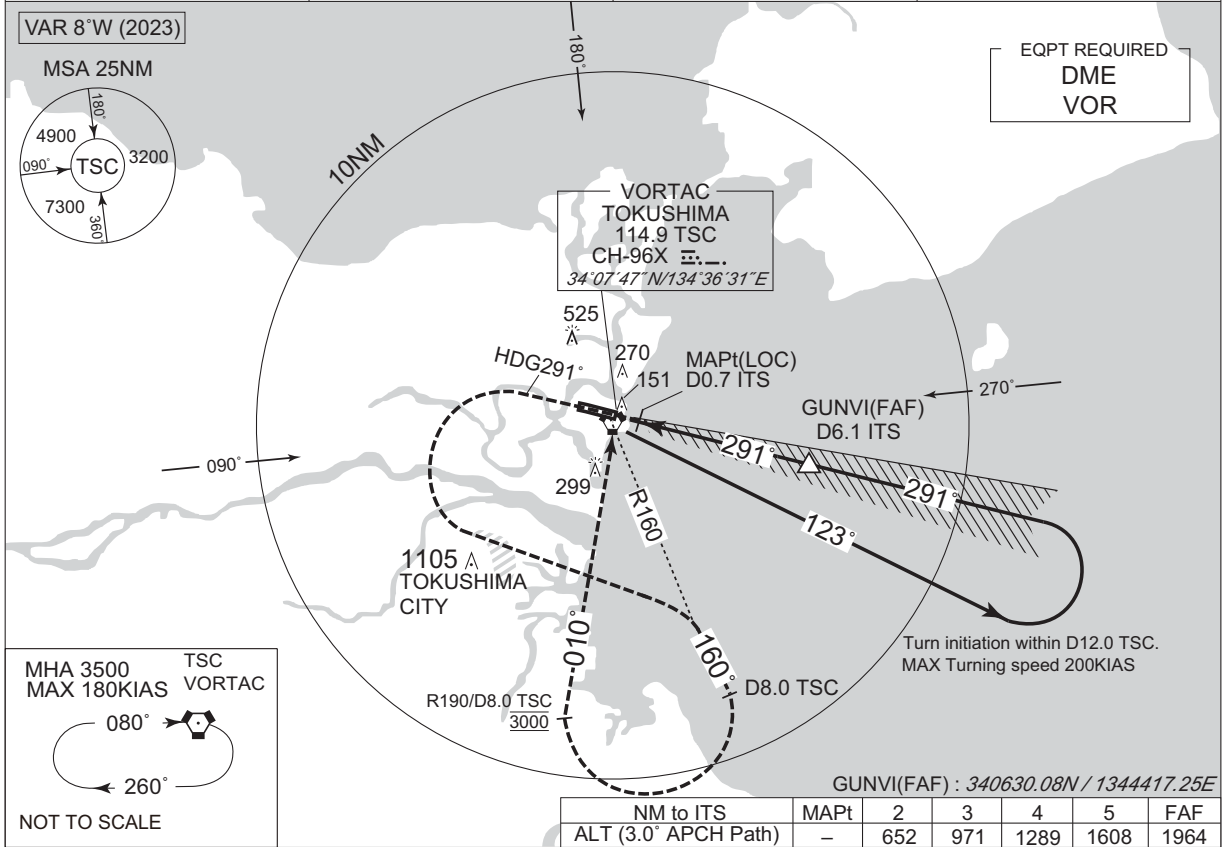 VAR 8°W (2023)
MSA 25NM
180°
4900
090°
TSC
3200
7300
360°
10NM
180°
EQPT REQUIRED
DME
VOR
VORTAC
TOKUSHIMA
114.9 TSC
CH-96X
34°07′47″N/134°36′31″E
525
HDG291°
270
151
MAPt(LOC)
D0.7 ITS
270°
GUNVI(FAF)
D6.1 ITS
291°
291°
090°
299
R160
123°
1105
TOKUSHIMA
CITY
010°
160°
D8.0 TSC
R190/D8.0 TSC
3000
Turn initiation within D12.0 TSC.
MAX Turning speed 200KIAS
MHA 3500
MAX 180KIAS
TSC
VORTAC
080°
260°
NOT TO SCALE
GUNVI(FAF) : 340630.08N / 1344417.25E
NM to ITS MAPt 2 3 4 5 FAF
ALT (3.0° APCH Path) – 652 971 1289 1608 1964